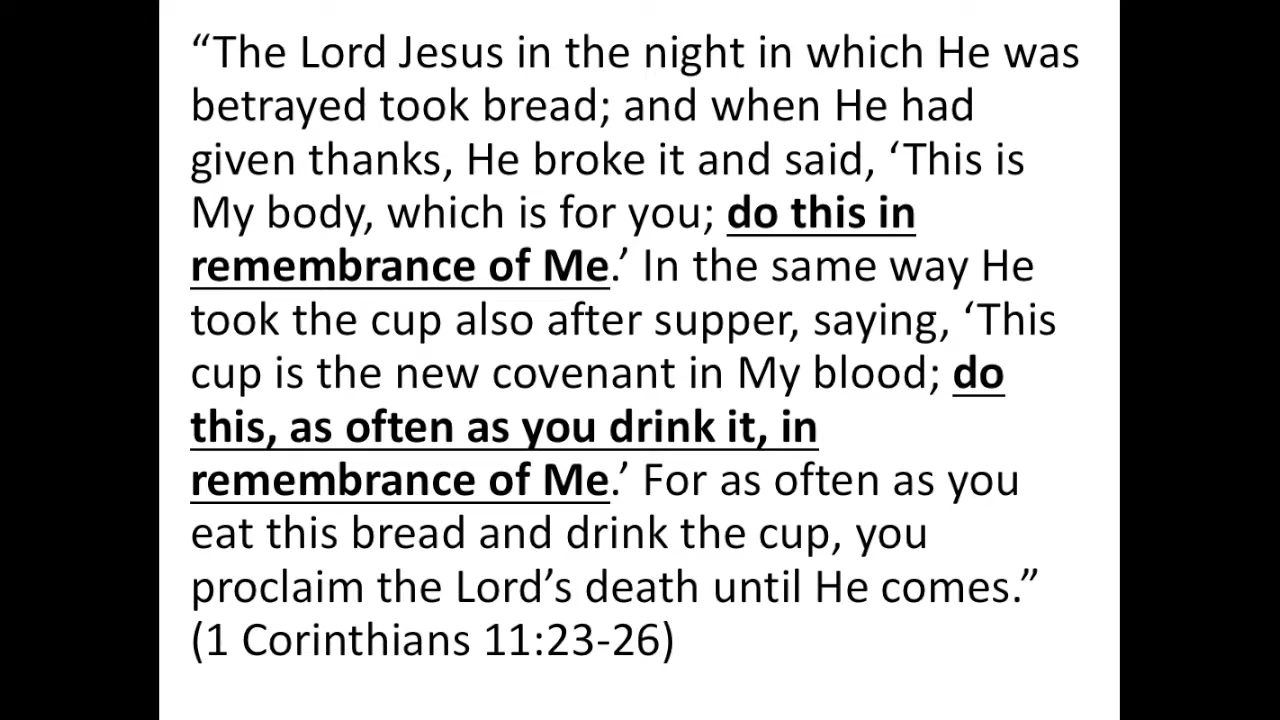 “The Lord Jesus in the night in which He was
betrayed took bread; and when He had
given thanks, He broke it and said, ‘This is
My body, which is for you; do this in
remembrance of Me.’ In the same way He
took the cup also after supper, saying, ‘This
cup is the new covenant in My blood; do
this, as often as you drink it, in
remembrance of Me.’ For as often as you
eat this bread and drink the cup, you
proclaim the Lord’s death until He comes.”
(1 Corinthians 11:23-26)